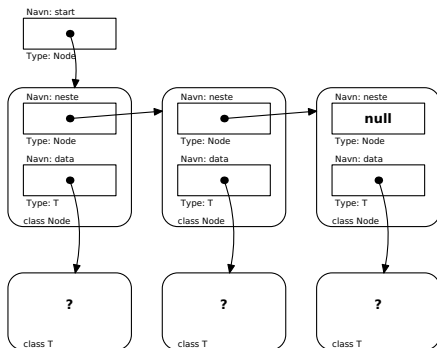 Navn: start
Type: Node
Navn: neste
Navn: neste
Navn: neste
null
Type: Node
Type: Node
Type: Node
Navn: data
Navn: data
Navn: data
Type: T
Type: T
Type: T
class Node
class Node
class Node
?
?
?
class T
class T
class T